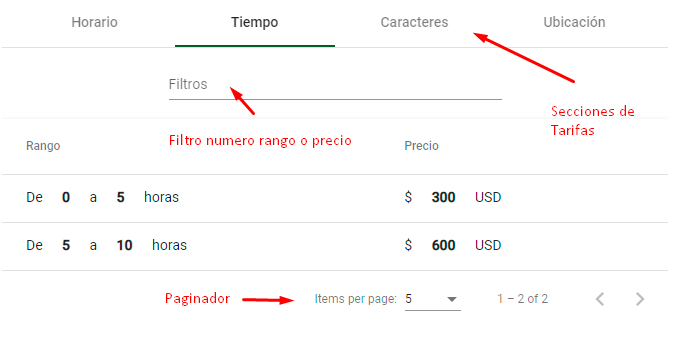 Horario Tiempo Caracteres Ubicación
Filtros
Secciones de
Tarifas
Filtro numero rango o precio
Rango Precio
De 0 a 5 horas $ 300 USD
De 5 a 10 horas $ 600 USD
Paginador Items per page: 5 1 – 2 of 2